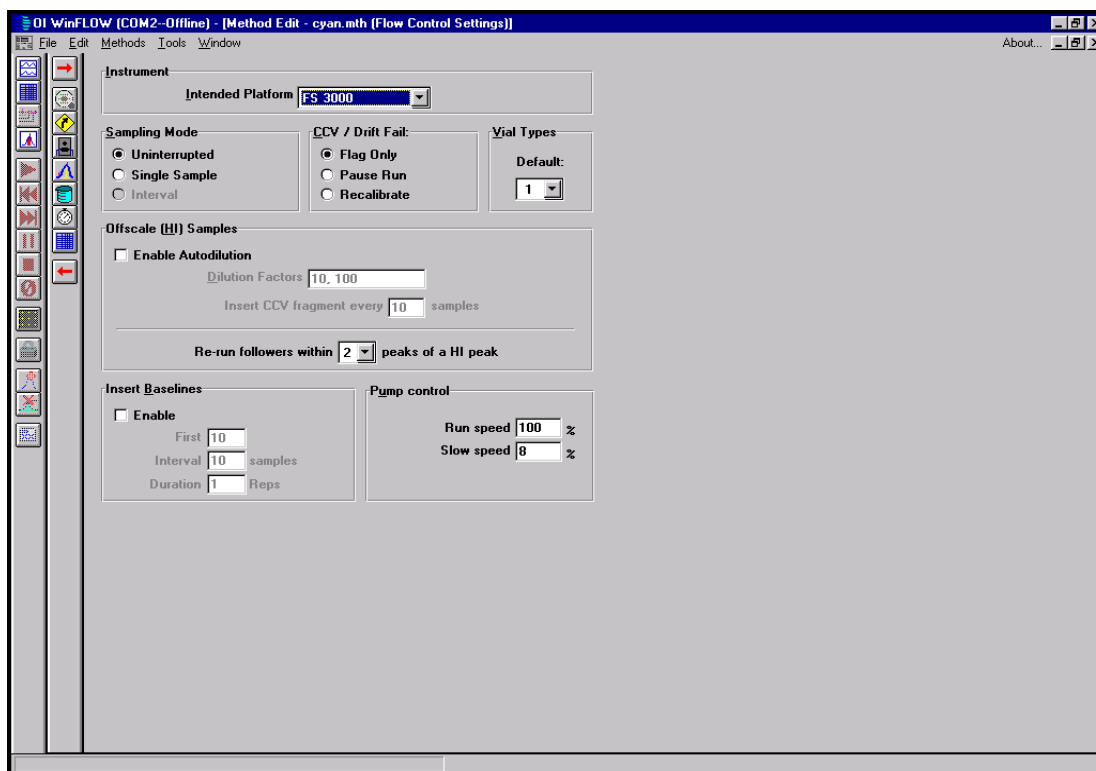 OI WinFLOW (COM2--Offline) - [Method Edit - cyan.mth (Flow Control Settings)]
File Edit Methods Tools Window About...
Instrument
Intended Platform FS 3000
Sampling Mode
Uninterrupted
Single Sample
Interval
CCV / Drift Fail:
Flag Only
Pause Run
Recalibrate
Vial Types
Default:
1
Offscale (HI) Samples
Enable Autodilution
Dilution Factors 10, 100
Insert CCV fragment every 10 samples
Re-run followers within 2 peaks of a HI peak
Insert Baselines
Enable
First 10
Interval 10 samples
Duration 1 Reps
Pump control
Run speed 100 %
Slow speed 8 %